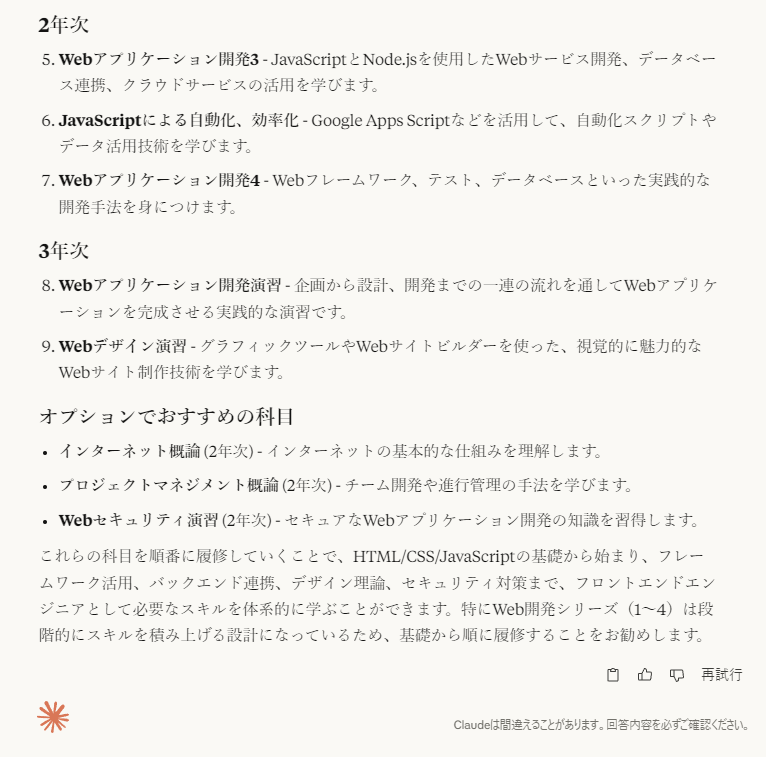 2年次
5. Webアプリケーション開発3 - JavaScriptとNode.jsを使用したWebサービス開発、データベー
ス連携、クラウドサービスの活用を学びます。
6. JavaScriptによる自動化、効率化 - Google Apps Scriptなどを活用して、自動化スクリプトや
データ活用技術を学びます。
7. Webアプリケーション開発4 - Webフレームワーク、テスト、データベースといった実践的な
開発手法を身につけます。
3年次
8. Webアプリケーション開発演習 - 企画から設計、開発までの一連の流れを通してWebアプリケ
ーションを完成させる実践的な演習です。
9. Webデザイン演習 - グラフィックツールやWebサイトビルダーを使った、視覚的に魅力的な
Webサイト制作技術を学びます。
オプションでおすすめの科目
• インターネット概論 (2年次) - インターネットの基本的な仕組みを理解します。
• プロジェクトマネジメント概論 (2年次) - チーム開発や進行管理の手法を学びます。
• Webセキュリティ演習 (2年次) - セキュアなWebアプリケーション開発の知識を習得します。
これらの科目を順番に履修していくことで、HTML/CSS/JavaScriptの基礎から始まり、フレー
ムワーク活用、バックエンド連携、デザイン理論、セキュリティ対策まで、フロントエンドエン
ジニアとして必要なスキルを体系的に学ぶことができます。特にWeb開発シリーズ（1〜4）は段
階的にスキルを積み上げる設計になっているため、基礎から順に履修することをお勧めします。
再試行
Claudeは間違えることがあります。回答内容を必ずご確認ください。